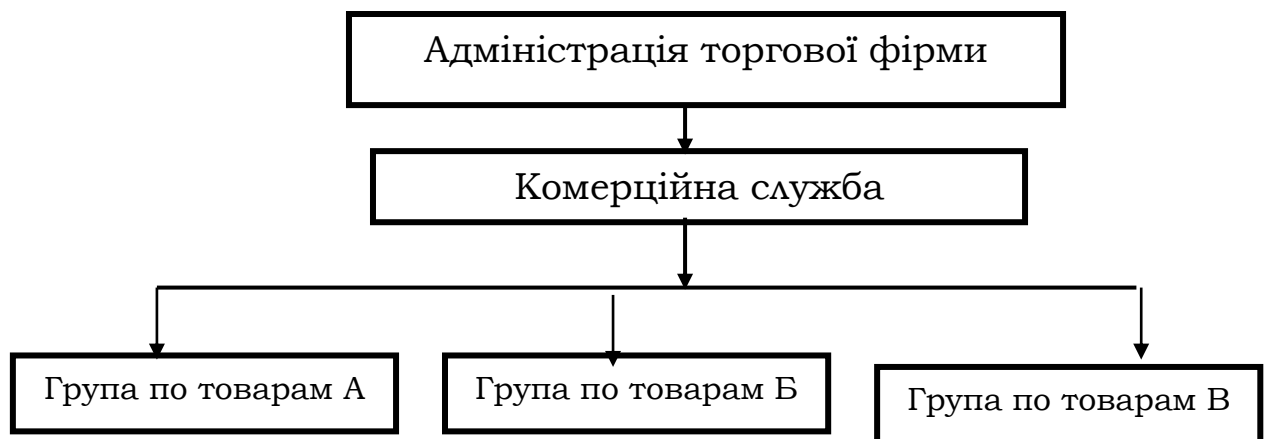 Адміністрація торгової фірми
Комерційна служба
Група по товарам А
Група по товарам Б
Група по товарам В